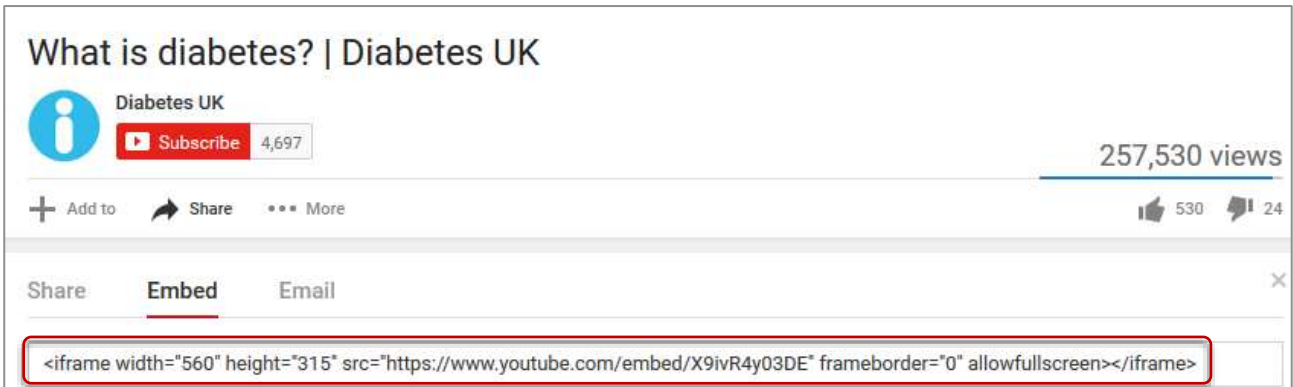 What is diabetes? | Diabetes UK
Diabetes UK
Subscribe 4,697
257,530 views
Add to Share More 530 24
Share Embed Email
<iframe width="560" height="315" src="https://www.youtube.com/embed/X9ivR4y03DE" frameborder="0" allowfullscreen></iframe>